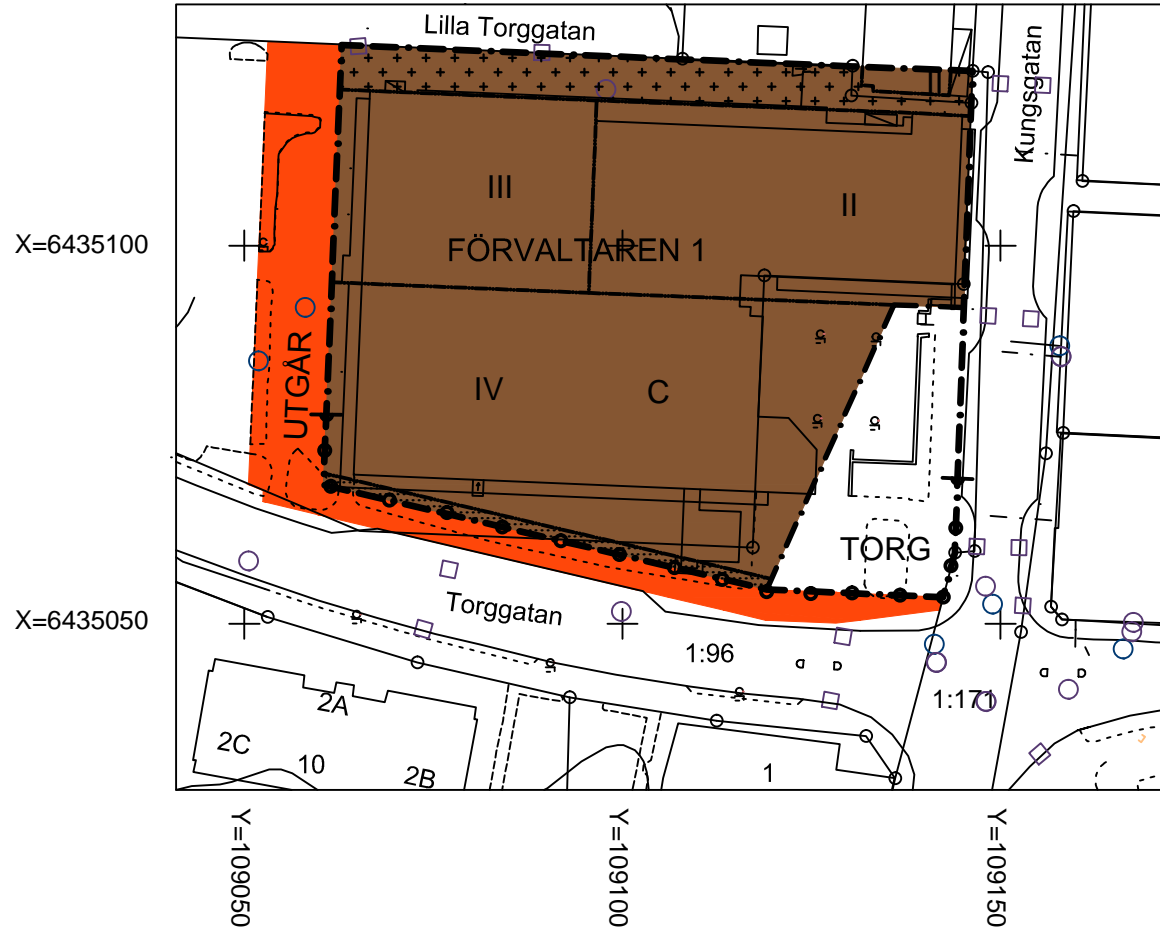 Lilla Torggatan
Kungsgatan
III
II
X=6435100
FÖRVALTAREN 1
UTGÅR
IV
C
TORG
Torggatan
X=6435050
1:96
1:171
2A
2C
10
2B
1
Y=109050
Y=109100
Y=109150